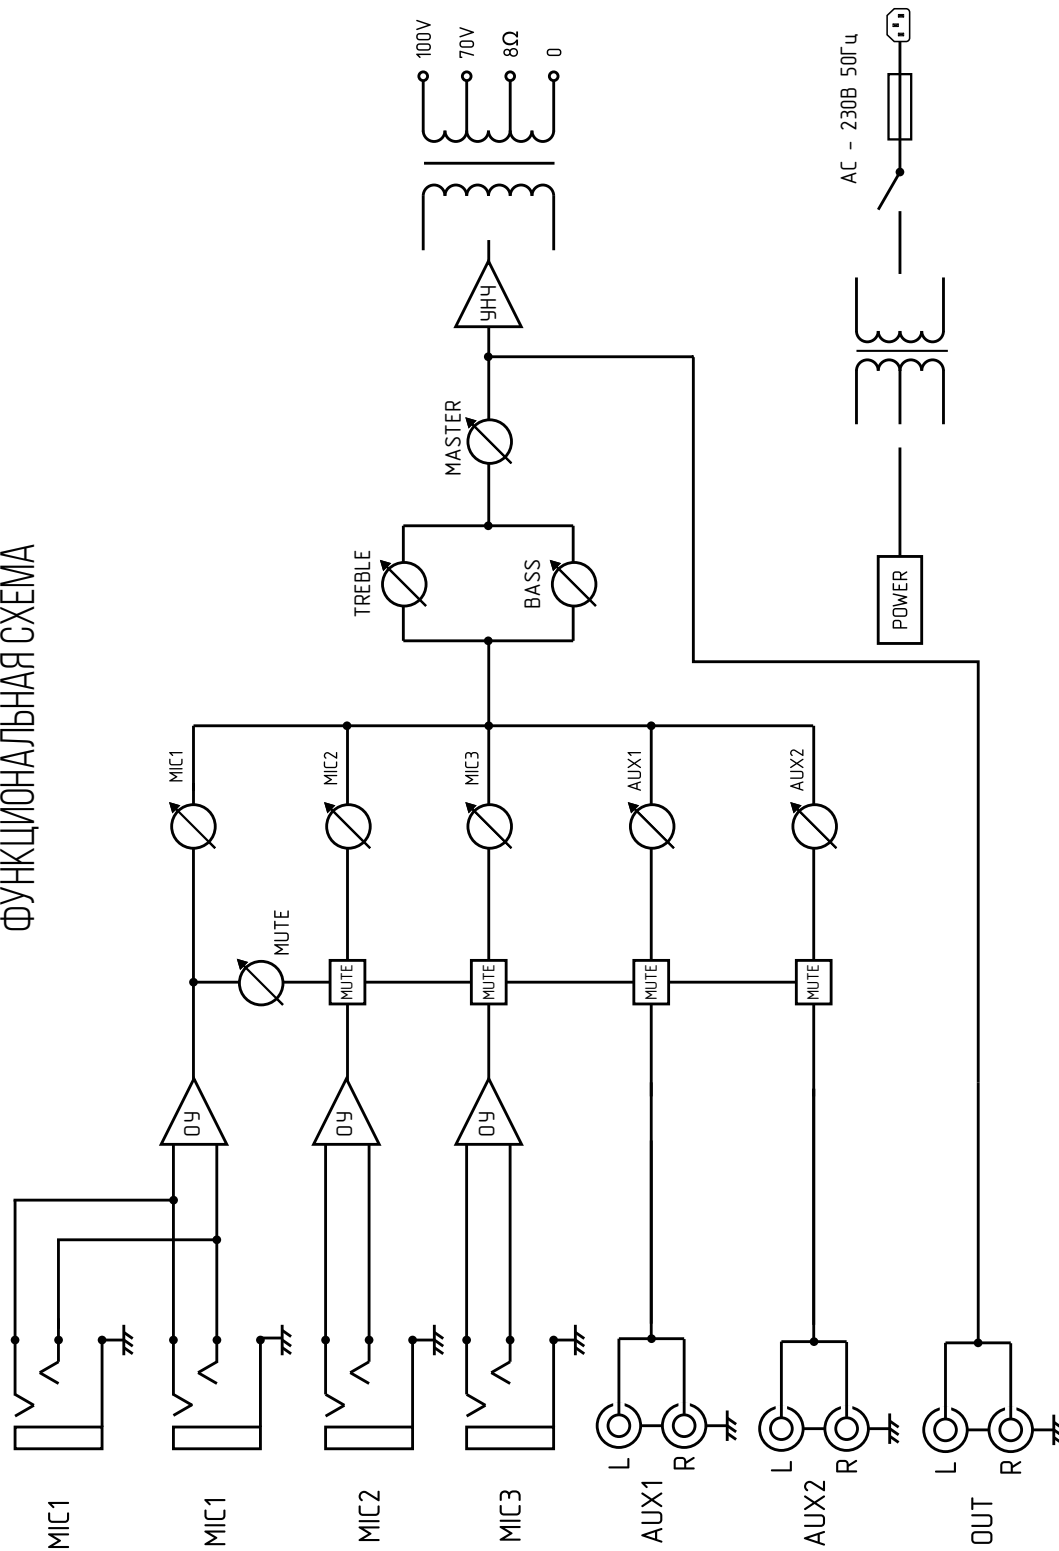 ФУНКЦИОНАЛЬНАЯ СХЕМА
MIC1
MIC1
MIC2
MIC3
AUX1
L
R
AUX2
L
R
OUT
L
R
ОУ
ОУ
ОУ
MUTE
MUTE
MUTE
MUTE
MUTE
MIC1
MIC2
MIC3
AUX1
AUX2
TREBLE
BASS
MASTER
УНЧ
100V
70V
8Ω
0
POWER
AC - 230В 50Гц